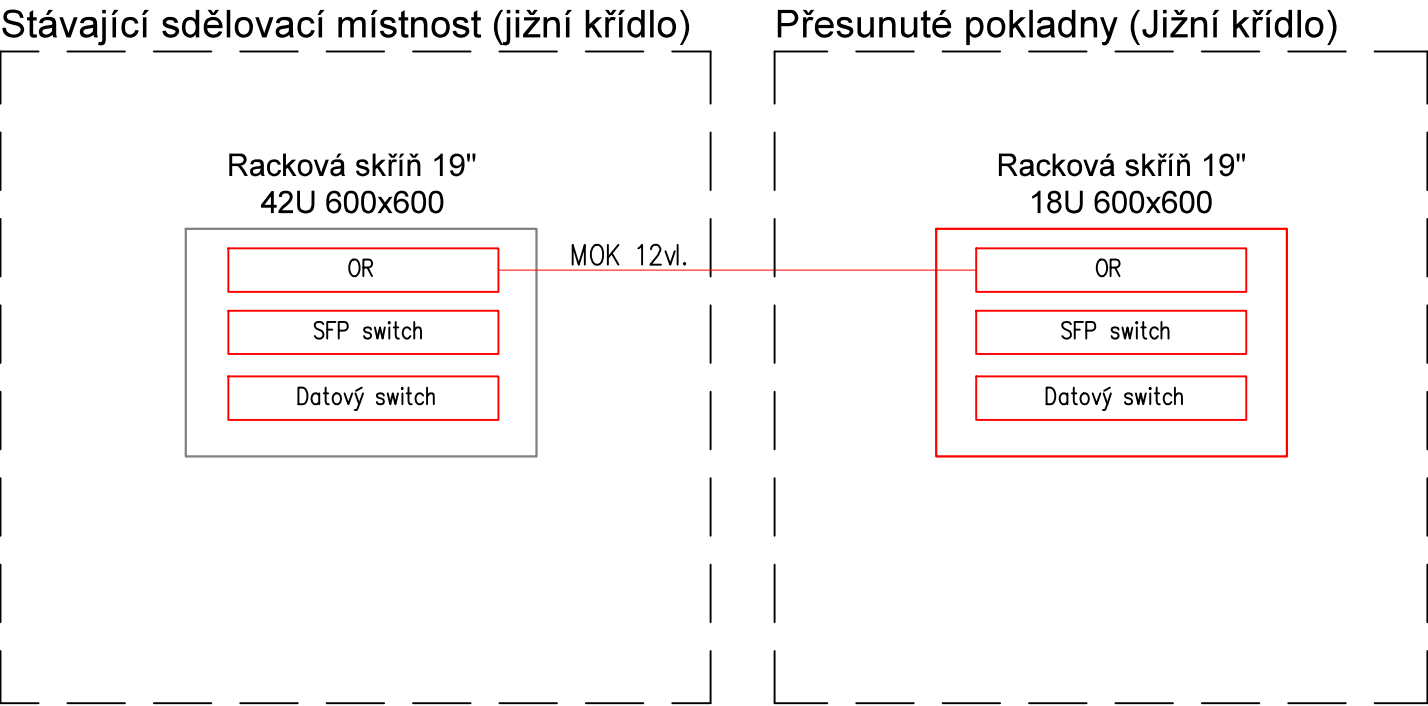 Stávající sdělovací místnost (jižní křídlo)
Přesunuté pokladny (Jižní křídlo)
Racková skříň 19"
42U 600x600
Racková skříň 19"
18U 600x600
OR
MOK 12vl.
OR
SFP switch
SFP switch
Datový switch
Datový switch